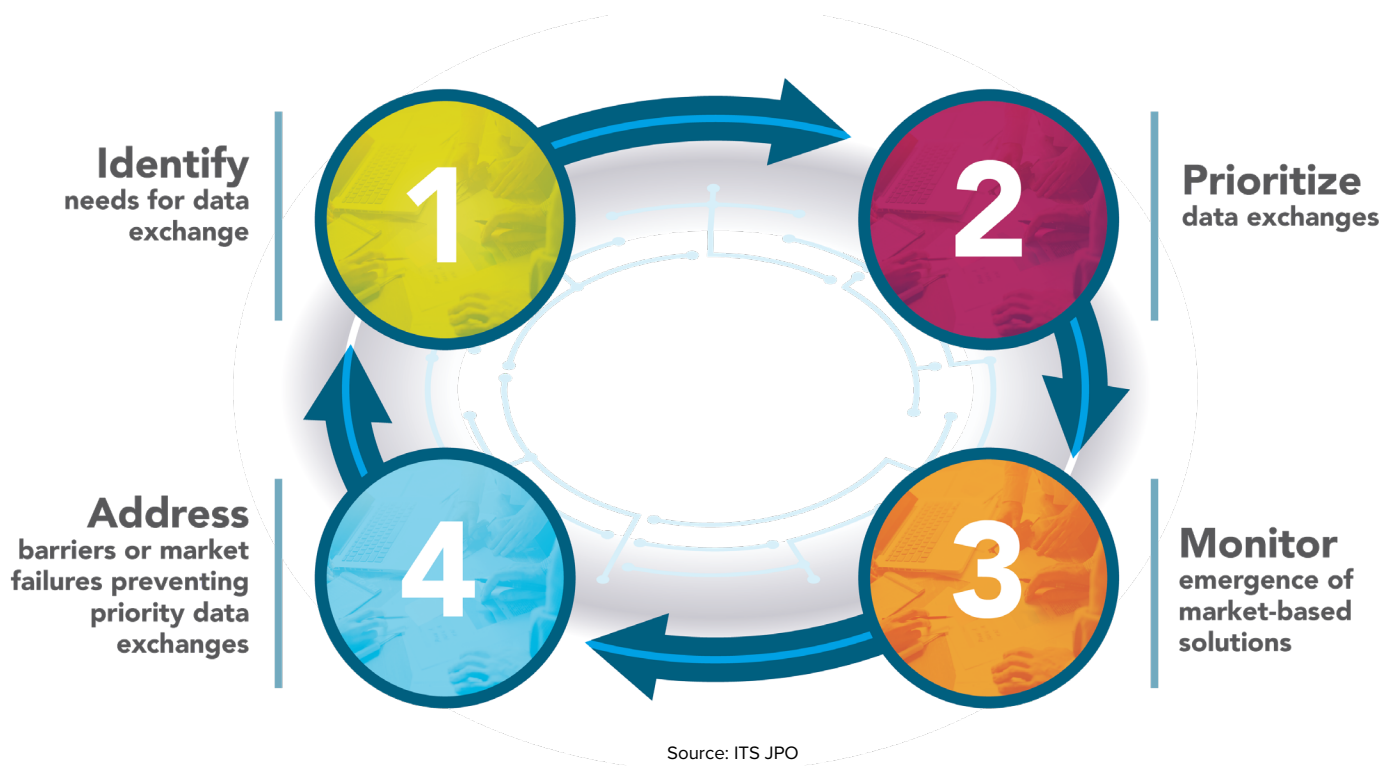 1
Identify
needs for data
exchange
2
Prioritize
data exchanges
3
Monitor
emergence of
market-based
solutions
4
Address
barriers or market
failures preventing
priority data
exchanges
Source: ITS JPO